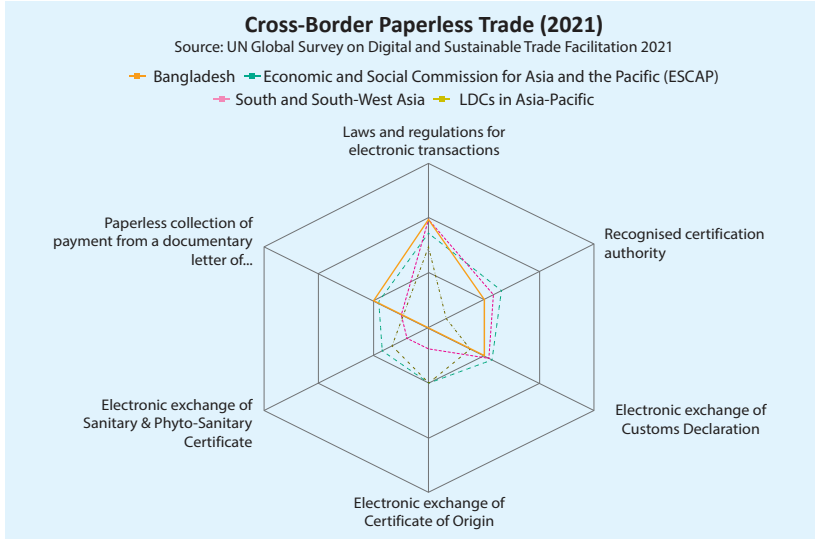 Cross-Border Paperless Trade (2021)
Source: UN Global Survey on Digital and Sustainable Trade Facilitation 2021
Bangladesh Economic and Social Commission for Asia and the Pacific (ESCAP)
South and South-West Asia LDCs in Asia-Pacific
Laws and regulations for
electronic transactions
Recognised certification
authority
Electronic exchange of
Customs Declaration
Electronic exchange of
Certificate of Origin
Electronic exchange of
Sanitary & Phyto-Sanitary
Certificate
Paperless collection of
payment from a documentary
letter of...